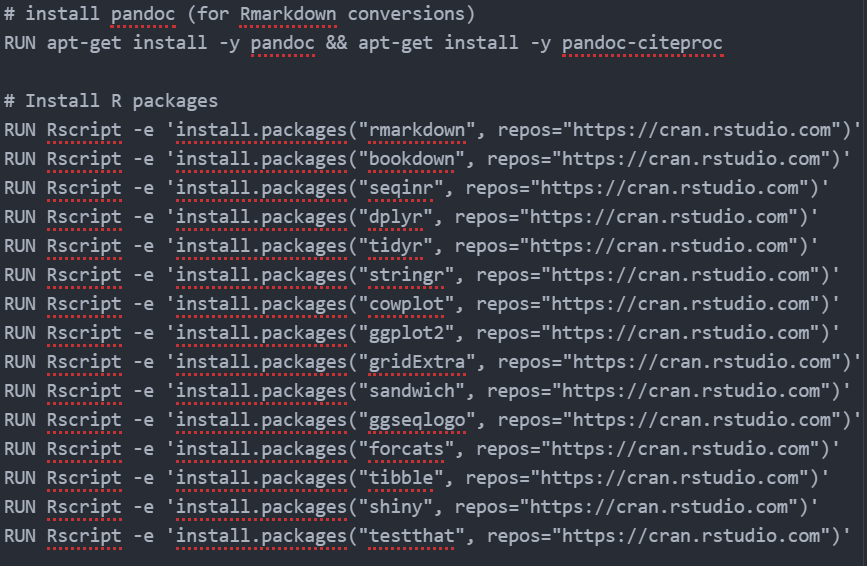 # install pandoc (for Rmarkdown conversions)
RUN apt-get install -y pandoc && apt-get install -y pandoc-citeproc
# Install R packages
RUN Rscript -e 'install.packages("rmarkdown", repos="https://cran.rstudio.com")'
RUN Rscript -e 'install.packages("bookdown", repos="https://cran.rstudio.com")'
RUN Rscript -e 'install.packages("seqinr", repos="https://cran.rstudio.com")'
RUN Rscript -e 'install.packages("dplyr", repos="https://cran.rstudio.com")'
RUN Rscript -e 'install.packages("tidyr", repos="https://cran.rstudio.com")'
RUN Rscript -e 'install.packages("stringr", repos="https://cran.rstudio.com")'
RUN Rscript -e 'install.packages("cowplot", repos="https://cran.rstudio.com")'
RUN Rscript -e 'install.packages("ggplot2", repos="https://cran.rstudio.com")'
RUN Rscript -e 'install.packages("gridExtra", repos="https://cran.rstudio.com")'
RUN Rscript -e 'install.packages("sandwich", repos="https://cran.rstudio.com")'
RUN Rscript -e 'install.packages("ggseqlogo", repos="https://cran.rstudio.com")'
RUN Rscript -e 'install.packages("forcats", repos="https://cran.rstudio.com")'
RUN Rscript -e 'install.packages("tibble", repos="https://cran.rstudio.com")'
RUN Rscript -e 'install.packages("shiny", repos="https://cran.rstudio.com")'
RUN Rscript -e 'install.packages("testthat", repos="https://cran.rstudio.com")'